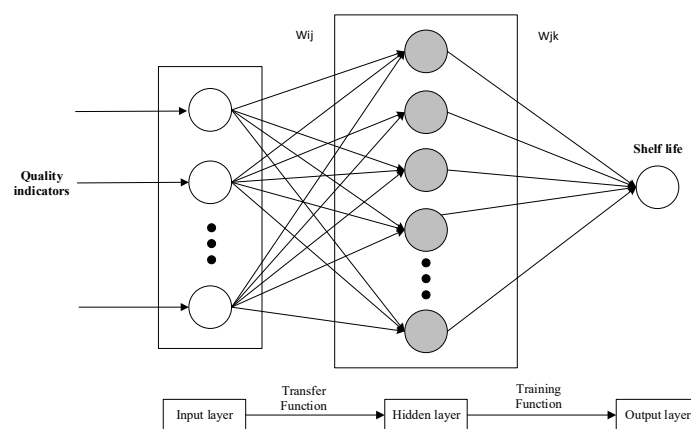 Wij
Wjk
Quality
indicators
Shelf life
Transfer
Function
Training
Function
Input layer
Hidden layer
Output layer